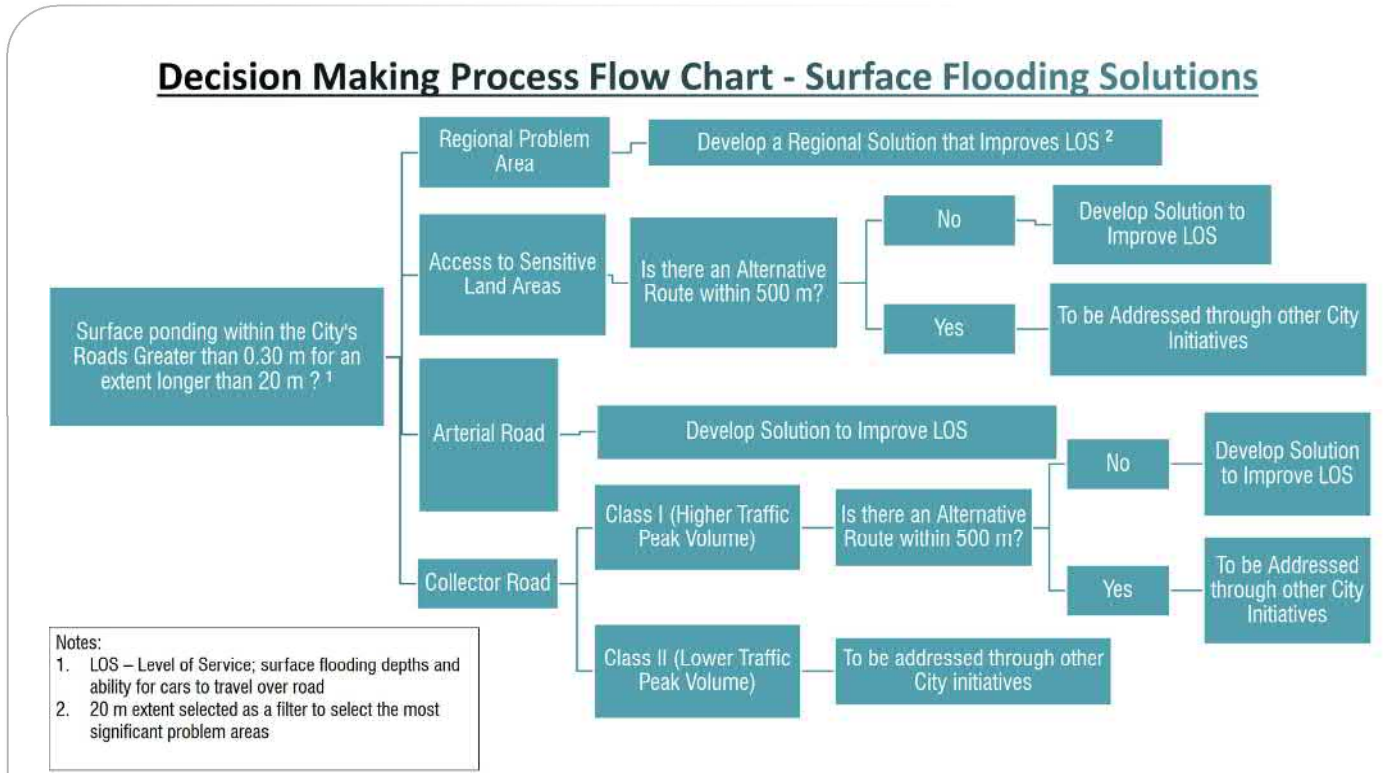 Decision Making Process Flow Chart - Surface Flooding Solutions
Regional Problem
Area
Develop a Regional Solution that Improves LOS ²
Access to Sensitive
Land Areas
Is there an Alternative
Route within 500 m?
No
Develop Solution to
Improve LOS
Yes
To be Addressed through other City
Initiatives
Surface ponding within the City's
Roads Greater than 0.30 m for an
extent longer than 20 m ? ¹
Arterial Road
Develop Solution to Improve LOS
Collector Road
Class I (Higher Traffic
Peak Volume)
Is there an Alternative
Route within 500 m?
No
Develop Solution
to Improve LOS
Yes
To be Addressed
through other City
Initiatives
Class II (Lower Traffic
Peak Volume)
To be addressed through other
City initiatives
Notes:
1. LOS – Level of Service; surface flooding depths and
ability for cars to travel over road
2. 20 m extent selected as a filter to select the most
significant problem areas